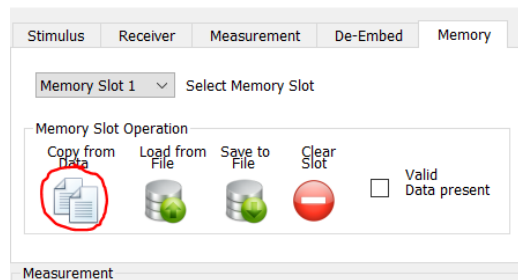 Stimulus Receiver Measurement De-Embed Memory
Memory Slot 1 Select Memory Slot
Memory Slot Operation
Copy from Data Load from File Save to File Clear Slot
Valid
Data present
Measurement